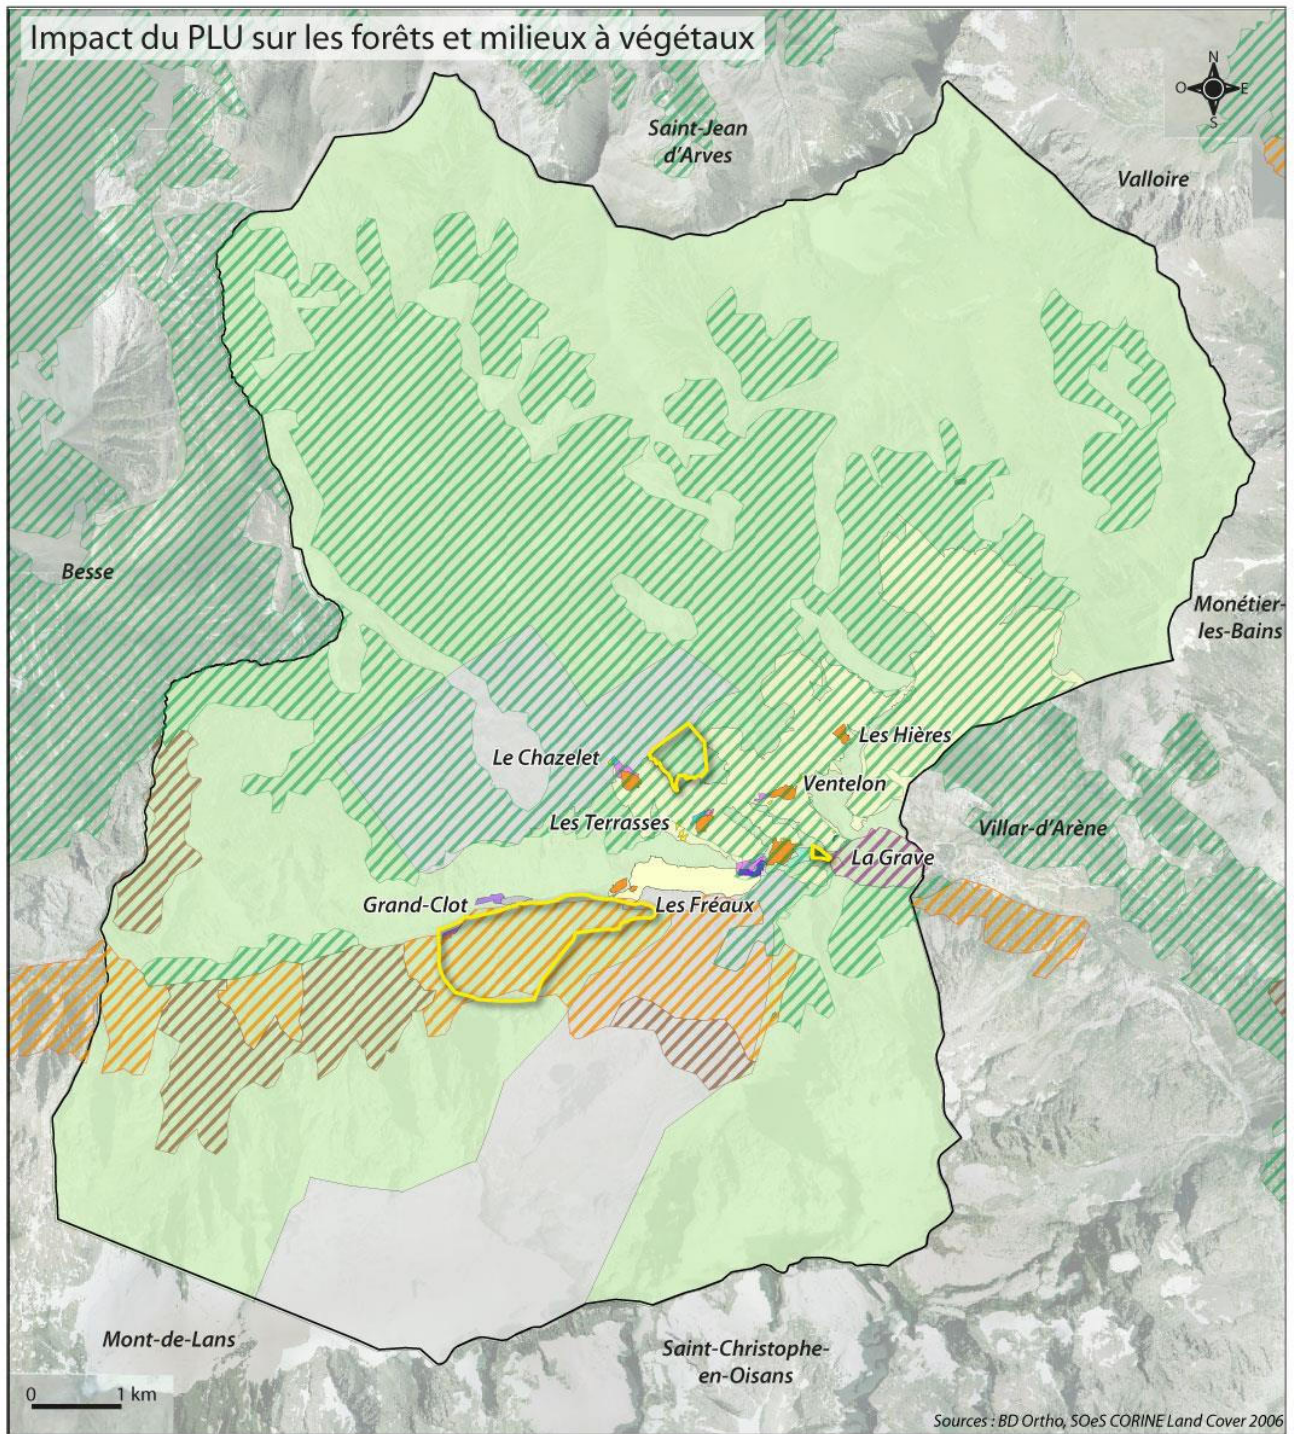 Impact du PLU sur les forêts et milieux à végétaux
N
O
E
S
Saint-Jean
d'Arves
Valloire
Besse
Monétier-
les-Bains
Les Hières
Le Chazelet
Ventelon
Les Terrasses
Villar-d'Arène
La Grave
Grand-Clot
Les Fréaux
Mont-de-Lans
Saint-Christophe-
en-Oisans
0
1 km
Sources : BD Ortho, SOeS CORINE Land Cover 2006